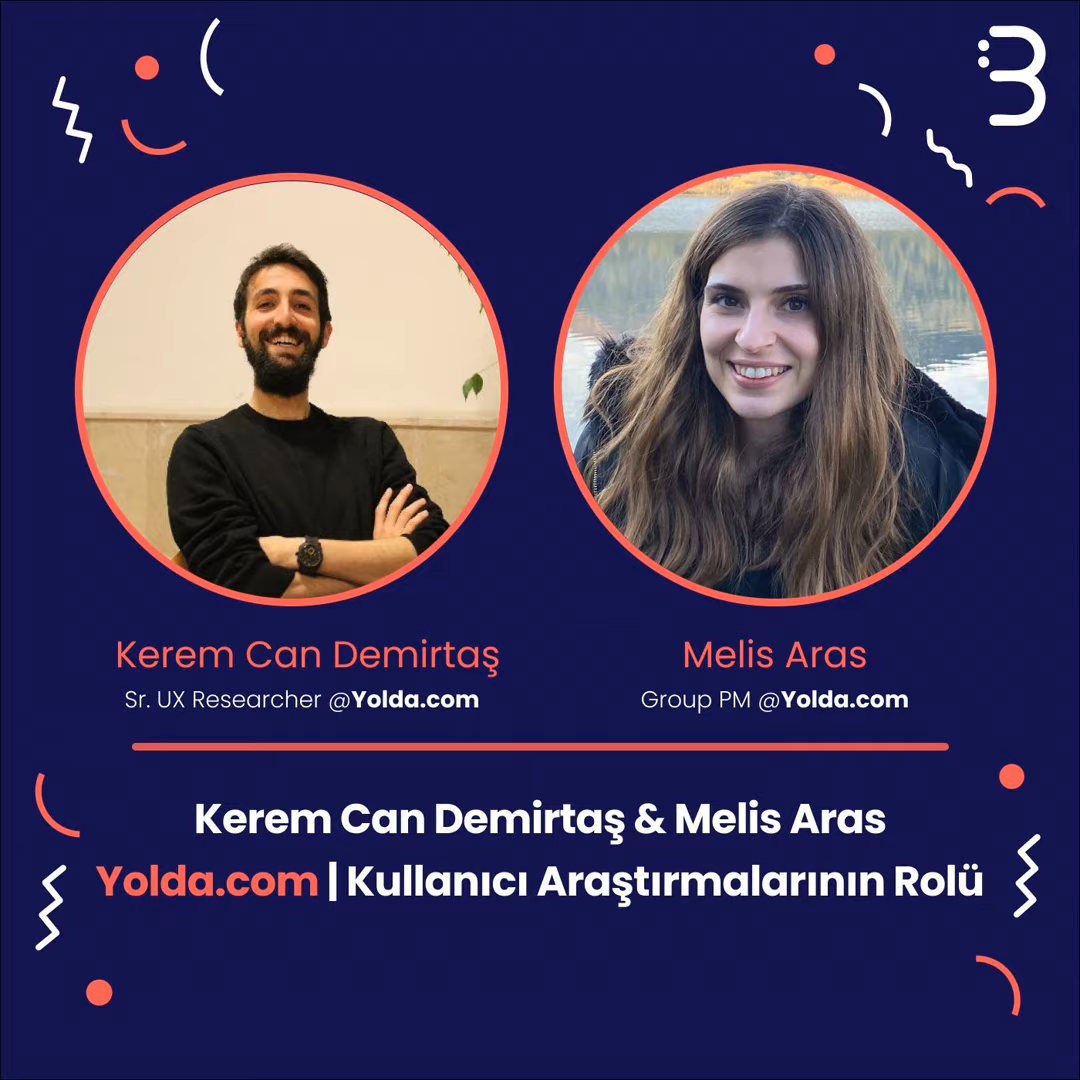 Kerem Can Demirtaş
Sr. UX Researcher @Yolda.com
Melis Aras
Group PM @Yolda.com
Kerem Can Demirtaş & Melis Aras
Yolda.com | Kullanıcı Araştırmalarının Rolü